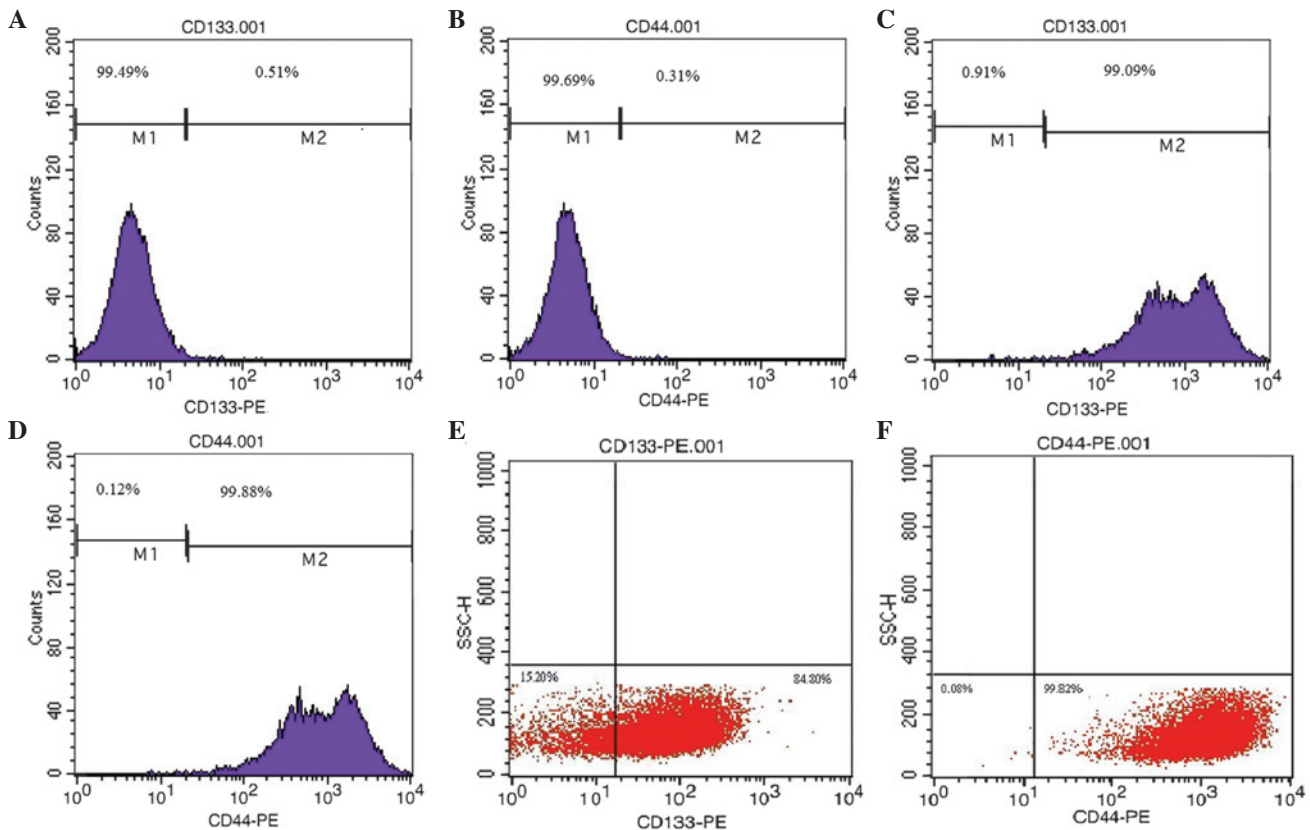 A
CD133.001
200
160
120
80
40
0
Counts
99.49%
0.51%
M1
M2
10^0
10^1
10^2
10^3
10^4
CD133-PE
B
CD44.001
200
160
120
80
40
0
Counts
99.69%
0.31%
M1
M2
10^0
10^1
10^2
10^3
10^4
CD44-PE
C
CD133.001
200
160
120
80
40
0
Counts
0.91%
99.09%
M1
M2
10^0
10^1
10^2
10^3
10^4
CD133-PE
D
CD44.001
200
160
120
80
40
0
Counts
0.12%
99.88%
M1
M2
10^0
10^1
10^2
10^3
10^4
CD44-PE
E
CD133-PE.001
1000
800
600
400
200
0
SSC-H
15.20%
84.80%
10^0
10^1
10^2
10^3
10^4
CD133-PE
F
CD44-PE.001
1000
800
600
400
200
0
SSC-H
0.08%
99.82%
10^0
10^1
10^2
10^3
10^4
CD44-PE